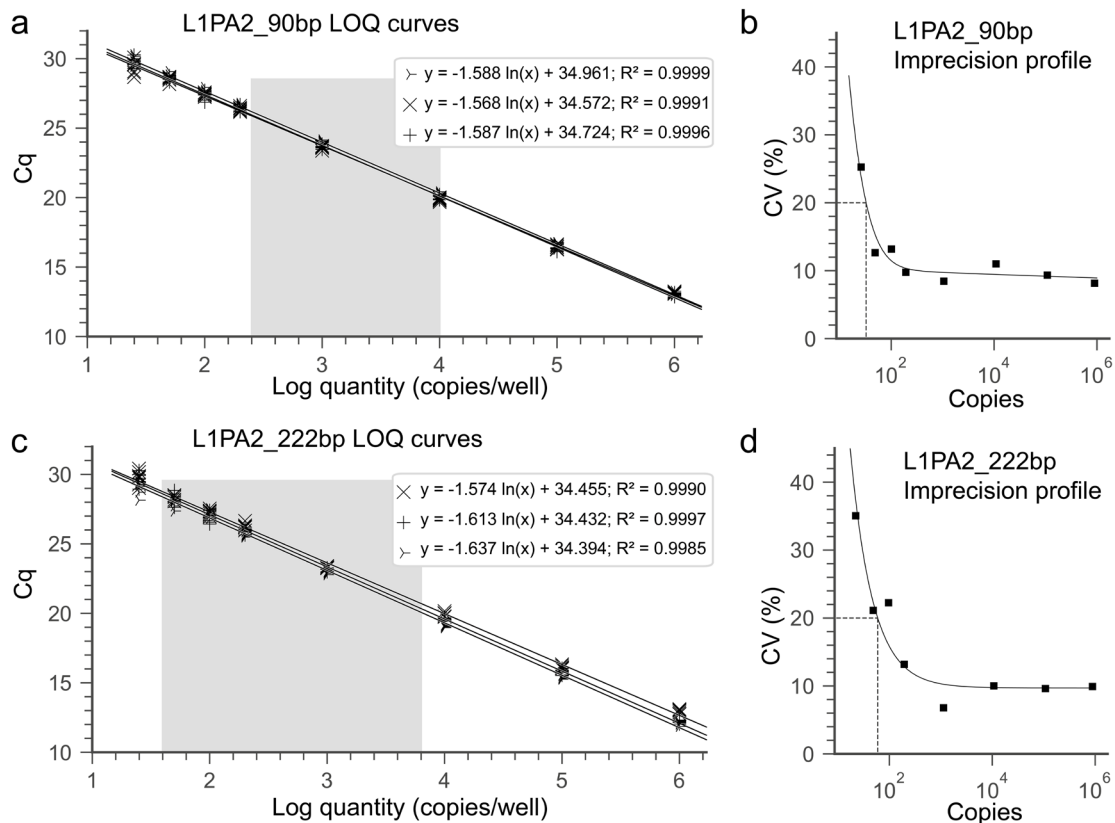 a
L1PA2_90bp LOQ curves
30
25
20
15
10
Cq
y = -1.588 ln(x) + 34.961; R² = 0.9999
y = -1.568 ln(x) + 34.572; R² = 0.9991
y = -1.587 ln(x) + 34.724; R² = 0.9996
1 2 3 4 5 6
Log quantity (copies/well)
b
L1PA2_90bp
Imprecision profile
40
30
20
10
0
CV (%)
10² 10⁴ 10⁶
Copies
c
L1PA2_222bp LOQ curves
30
25
20
15
10
Cq
y = -1.574 ln(x) + 34.455; R² = 0.9990
y = -1.613 ln(x) + 34.432; R² = 0.9997
y = -1.637 ln(x) + 34.394; R² = 0.9985
1 2 3 4 5 6
Log quantity (copies/well)
d
L1PA2_222bp
Imprecision profile
40
30
20
10
0
CV (%)
10² 10⁴ 10⁶
Copies